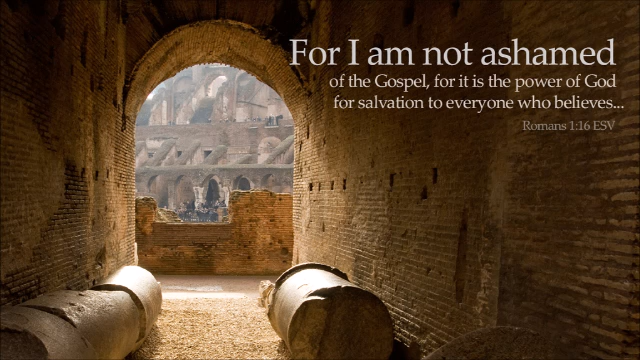 For I am not ashamed
of the Gospel, for it is the power of God
for salvation to everyone who believes...
Romans 1:16 ESV